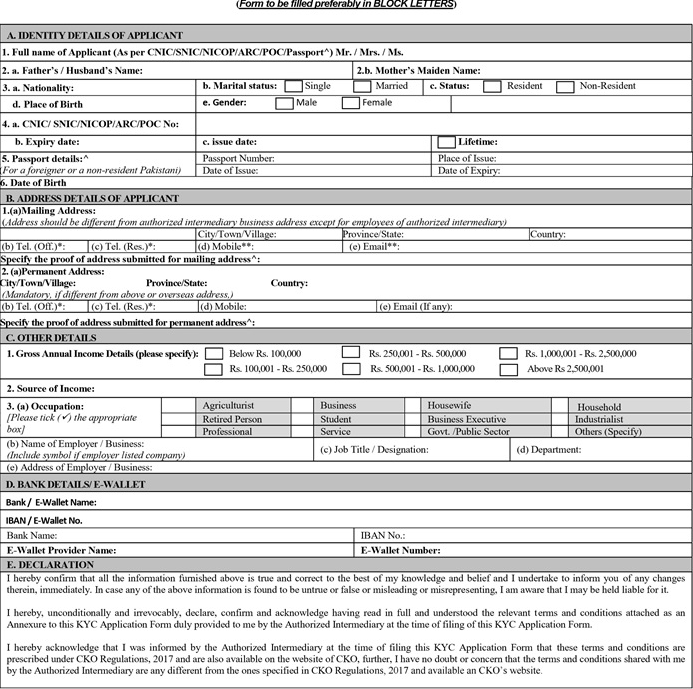 (Form to be filled preferably in BLOCK LETTERS)
A. IDENTITY DETAILS OF APPLICANT
1. Full name of Applicant (As per CNIC/SNIC/NICOP/ARC/POC/Passport^) Mr. / Mrs. / Ms.
2. a. Father's / Husband's Name: 2.b. Mother's Maiden Name:
3. a. Nationality: b. Marital status: Single Married c. Status: Resident Non-Resident
d. Place of Birth e. Gender: Male Female
4. a. CNIC/ SNIC/NICOP/ARC/POC No:
b. Expiry date: c. issue date: Lifetime:
5. Passport details:^ Passport Number: Place of Issue:
(For a foreigner or a non-resident Pakistani) Date of Issue: Date of Expiry:
6. Date of Birth
B. ADDRESS DETAILS OF APPLICANT
1.(a)Mailing Address:
(Address should be different from authorized intermediary business address except for employees of authorized intermediary)
City/Town/Village: Province/State: Country:
(b) Tel. (Off.)*: (c) Tel. (Res.)*: (d) Mobile**: (e) Email**:
Specify the proof of address submitted for mailing address^:
2. (a)Permanent Address:
City/Town/Village: Province/State: Country:
(Mandatory, if different from above or overseas address,)
(b) Tel. (Off.)*: (c) Tel. (Res.)*: (d) Mobile: (e) Email (If any):
Specify the proof of address submitted for permanent address^:
C. OTHER DETAILS
1. Gross Annual Income Details (please specify): Below Rs. 100,000 Rs. 250,001 - Rs. 500,000 Rs. 1,000,001 - Rs. 2,500,000
Rs. 100,001 - Rs. 250,000 Rs. 500,001 - Rs. 1,000,000 Above Rs 2,500,001
2. Source of Income:
3. (a) Occupation: Agriculturist Business Housewife Household
[Please tick (✓) the appropriate Retired Person Student Business Executive Industrialist
box] Professional Service Govt. /Public Sector Others (Specify)
(b) Name of Employer / Business: (c) Job Title / Designation: (d) Department:
(Include symbol if employer listed company)
(e) Address of Employer / Business:
D. BANK DETAILS/ E-WALLET
Bank / E-Wallet Name:
IBAN / E-Wallet No.
Bank Name: IBAN No.:
E-Wallet Provider Name: E-Wallet Number:
E. DECLARATION
I hereby confirm that all the information furnished above is true and correct to the best of my knowledge and belief and I undertake to inform you of any changes
therein, immediately. In case any of the above information is found to be untrue or false or misleading or misrepresenting, I am aware that I may be held liable for it.
I hereby, unconditionally and irrevocably, declare, confirm and acknowledge having read in full and understood the relevant terms and conditions attached as an
Annexure to this KYC Application Form duly provided to me by the Authorized Intermediary at the time of filing of this KYC Application Form.
I hereby acknowledge that I was informed by the Authorized Intermediary at the time of filing this KYC Application Form that these terms and conditions are
prescribed under CKO Regulations, 2017 and are also available on the website of CKO, further, I have no doubt or concern that the terms and conditions shared with me
by the Authorized Intermediary are any different from the ones specified in CKO Regulations, 2017 and available an CKO's website.